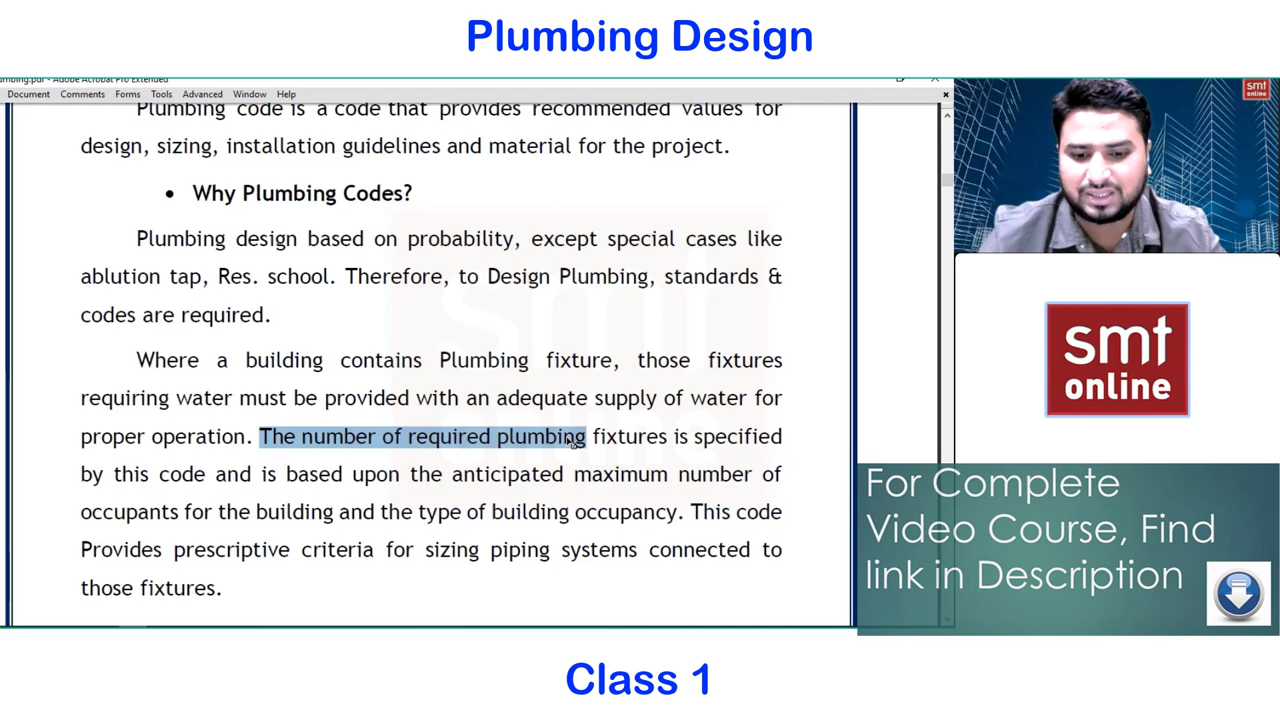 Plumbing Design
Document Comments Forms Tools Advanced Window Help
Plumbing code is a code that provides recommended values for
design, sizing, installation guidelines and material for the project.
• Why Plumbing Codes?
Plumbing design based on probability, except special cases like
ablution tap, Res. school. Therefore, to Design Plumbing, standards &
codes are required.
Where a building contains Plumbing fixture, those fixtures
requiring water must be provided with an adequate supply of water for
proper operation. The number of required plumbing fixtures is specified
by this code and is based upon the anticipated maximum number of
occupants for the building and the type of building occupancy. This code
Provides prescriptive criteria for sizing piping systems connected to
those fixtures.
smt
online
smt
online
smt
online
For Complete
Video Course, Find
link in Description
Class 1